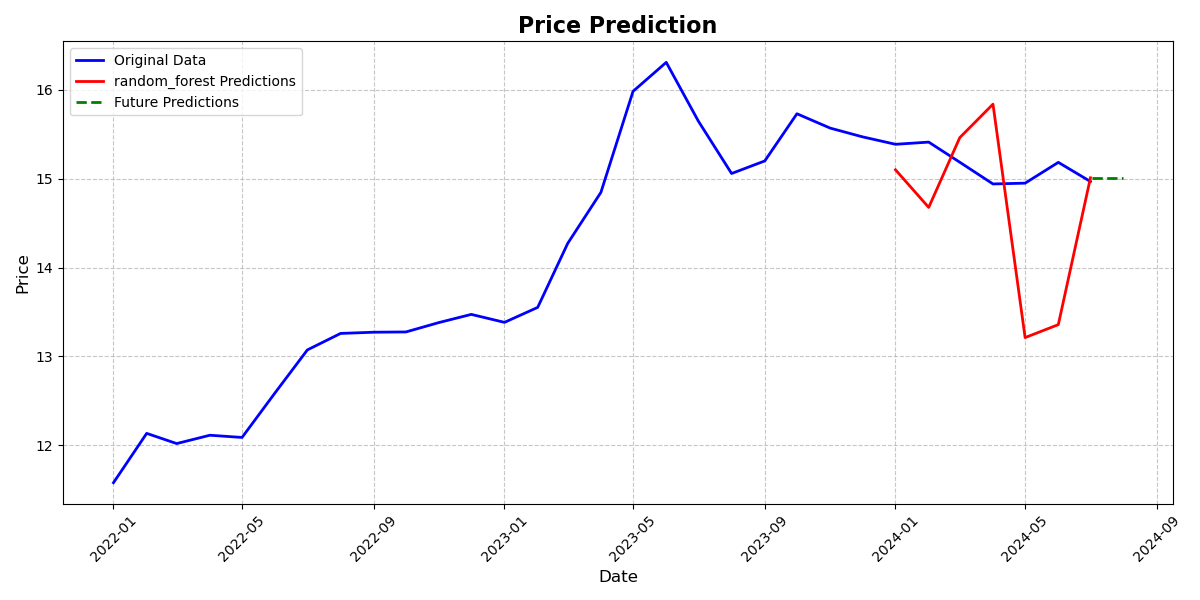 Price Prediction
Original Data
random_forest Predictions
Future Predictions
Price
16
15
14
13
12
2022-01
2022-05
2022-09
2023-01
2023-05
2023-09
2024-01
2024-05
2024-09
Date